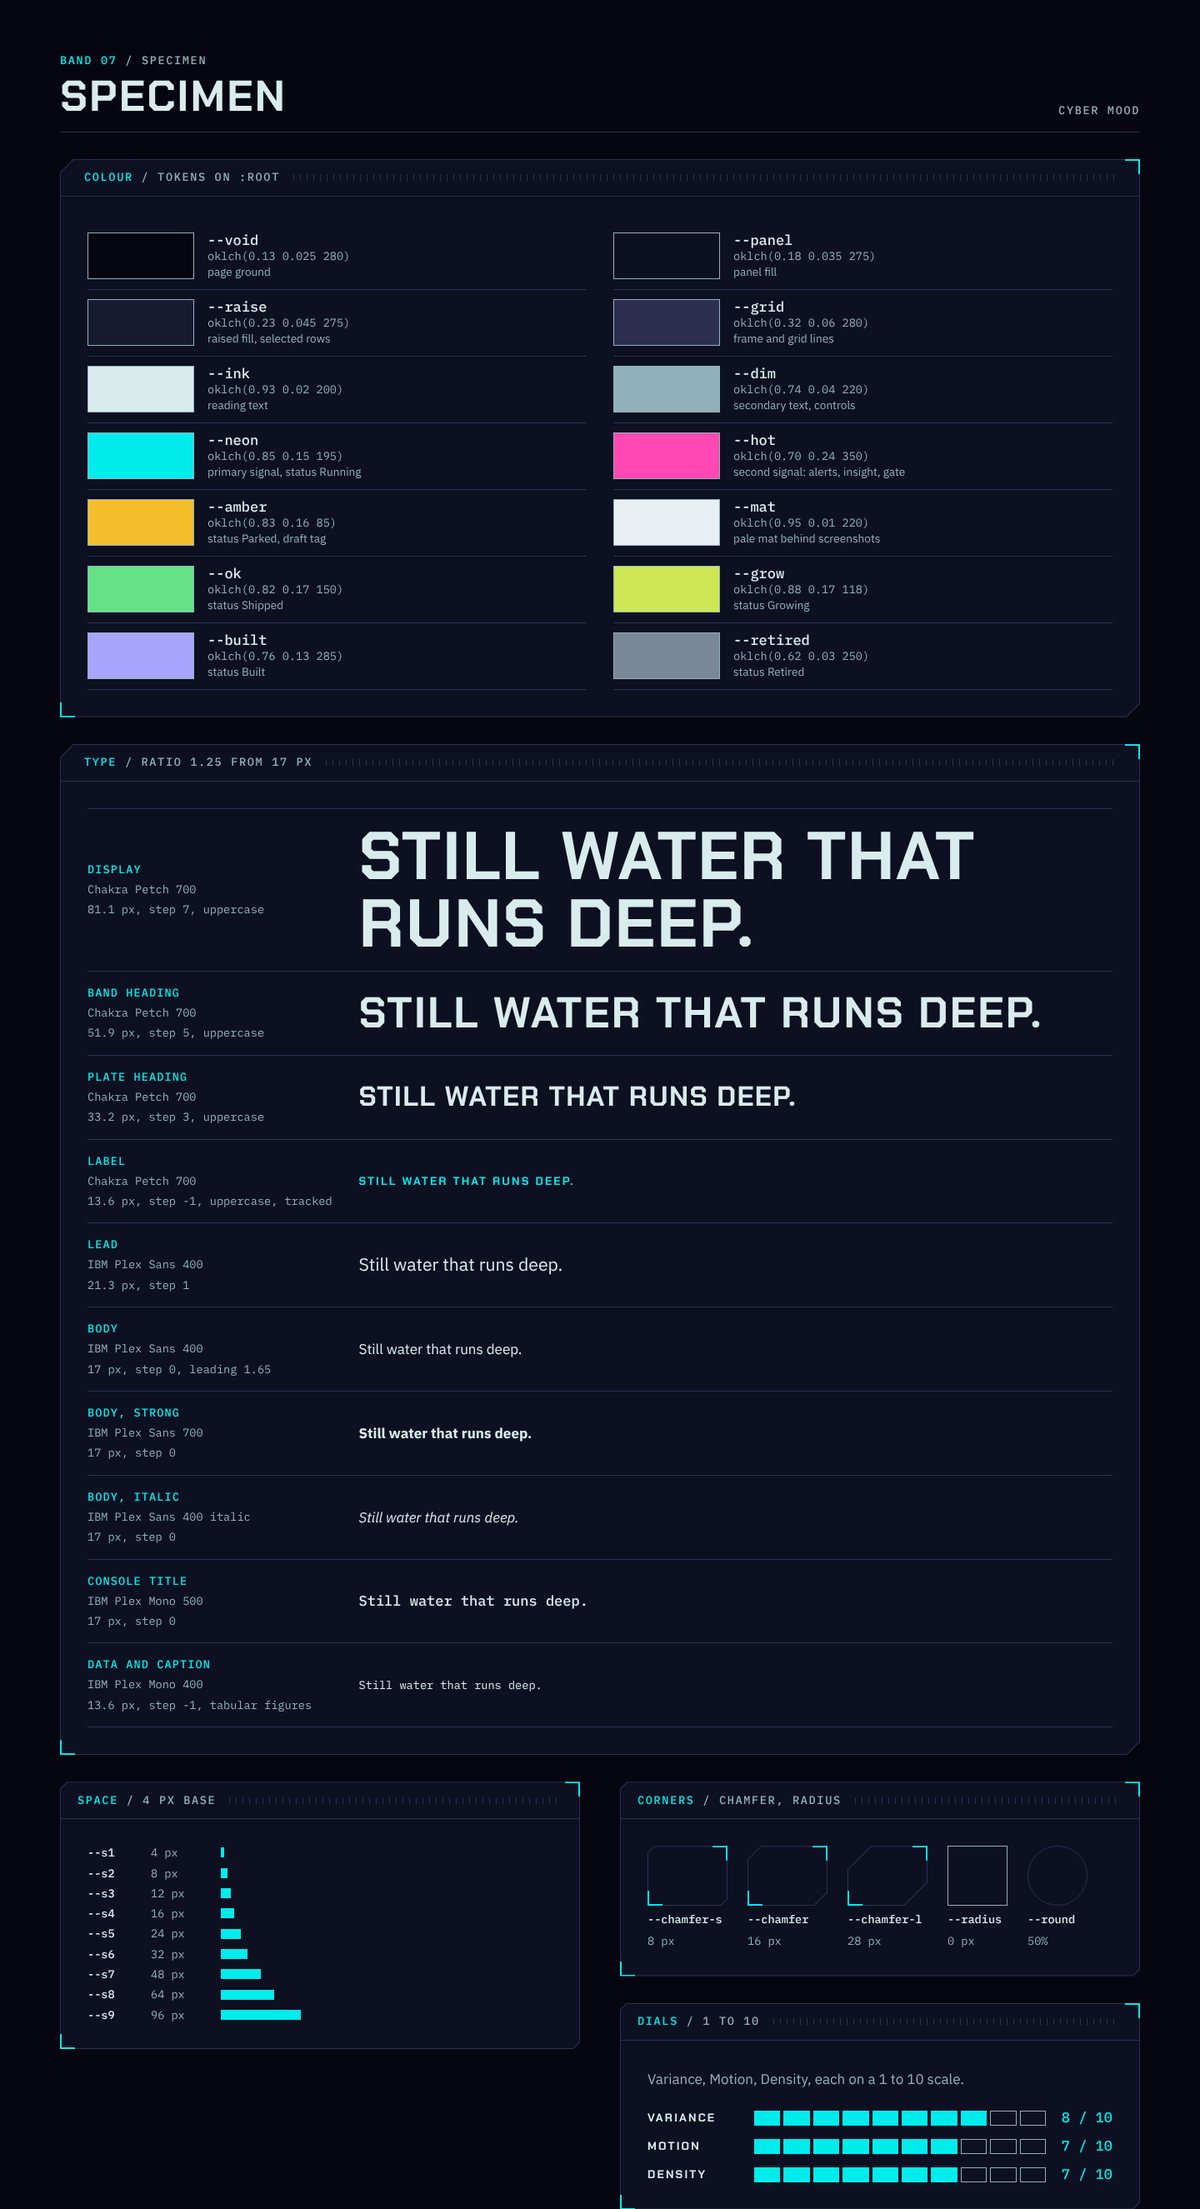 BAND 07 / SPECIMEN
SPECIMEN
CYBER MOOD
COLOUR / TOKENS ON :ROOT
--void
oklch(0.13 0.025 280)
page ground
--panel
oklch(0.18 0.035 275)
panel fill
--raise
oklch(0.23 0.045 275)
raised fill, selected rows
--grid
oklch(0.32 0.06 280)
frame and grid lines
--ink
oklch(0.93 0.02 200)
reading text
--dim
oklch(0.74 0.04 220)
secondary text, controls
--neon
oklch(0.85 0.15 195)
primary signal, status Running
--hot
oklch(0.70 0.24 350)
second signal: alerts, insight, gate
--amber
oklch(0.83 0.16 85)
status Parked, draft tag
--mat
oklch(0.95 0.01 220)
pale mat behind screenshots
--ok
oklch(0.82 0.17 150)
status Shipped
--grow
oklch(0.88 0.17 118)
status Growing
--built
oklch(0.76 0.13 285)
status Built
--retired
oklch(0.62 0.03 250)
status Retired
TYPE / RATIO 1.25 FROM 17 PX
DISPLAY
Chakra Petch 700
81.1 px, step 7, uppercase
STILL WATER THAT
RUNS DEEP.
BAND HEADING
Chakra Petch 700
51.9 px, step 5, uppercase
STILL WATER THAT RUNS DEEP.
PLATE HEADING
Chakra Petch 700
33.2 px, step 3, uppercase
STILL WATER THAT RUNS DEEP.
LABEL
Chakra Petch 700
13.6 px, step -1, uppercase, tracked
STILL WATER THAT RUNS DEEP.
LEAD
IBM Plex Sans 400
21.3 px, step 1
Still water that runs deep.
BODY
IBM Plex Sans 400
17 px, step 0, leading 1.65
Still water that runs deep.
BODY, STRONG
IBM Plex Sans 700
17 px, step 0
Still water that runs deep.
BODY, ITALIC
IBM Plex Sans 400 italic
17 px, step 0
Still water that runs deep.
CONSOLE TITLE
IBM Plex Mono 500
17 px, step 0
Still water that runs deep.
DATA AND CAPTION
IBM Plex Mono 400
13.6 px, step -1, tabular figures
Still water that runs deep.
SPACE / 4 PX BASE
--s1 4 px
--s2 8 px
--s3 12 px
--s4 16 px
--s5 24 px
--s6 32 px
--s7 48 px
--s8 64 px
--s9 96 px
CORNERS / CHAMFER, RADIUS
--chamfer-s --chamfer --chamfer-l --radius --round
8 px 16 px 28 px 0 px 50%
DIALS / 1 TO 10
Variance, Motion, Density, each on a 1 to 10 scale.
VARIANCE 8 / 10
MOTION 7 / 10
DENSITY 7 / 10